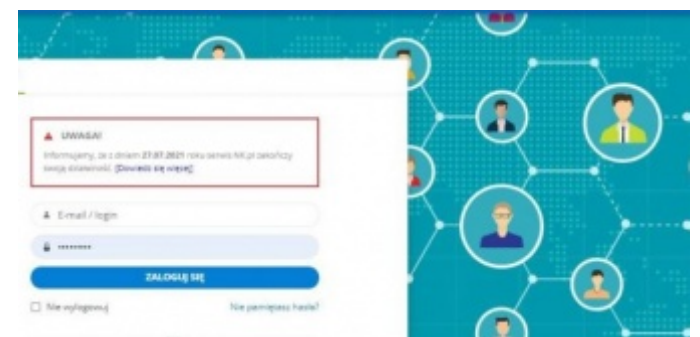 UWAGA!
Informujemy, że z dniem 27.07.2021 roku serwis NK.pl zakończy
swoją działalność. [Dowiedz się więcej]
E-mail / login
••••••••
ZALOGUJ SIĘ
Nie wylogowuj
Nie pamiętasz hasła?